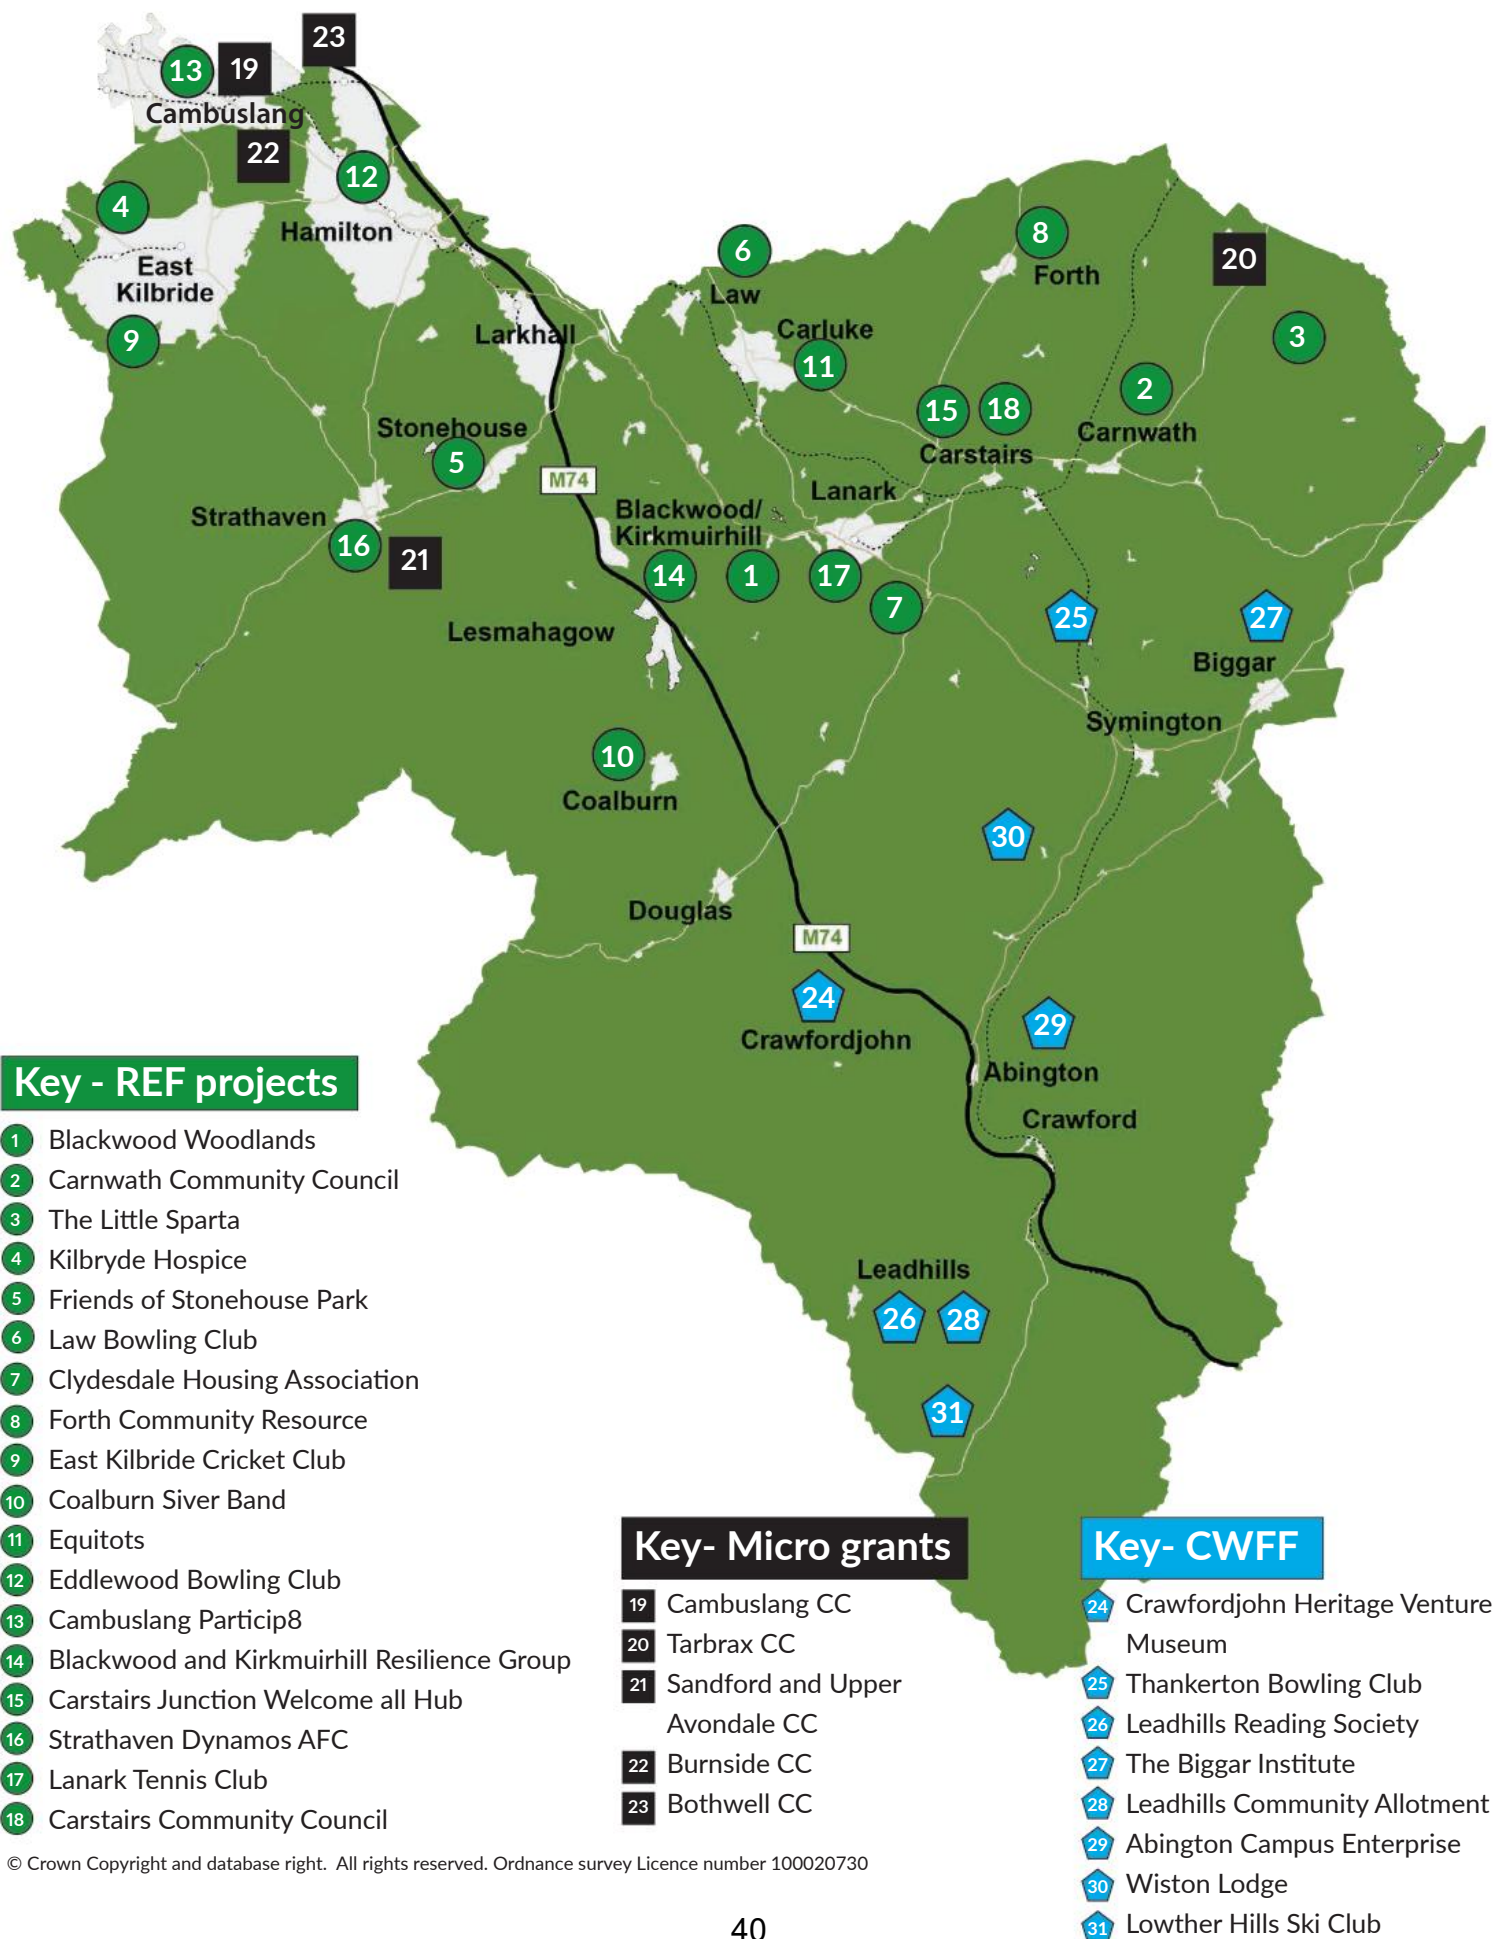 23
13
19
Cambuslang
22
12
4
Hamilton
East
Kilbride
9
6
Law
8
Forth
20
3
Larkhall
Carluke
11
2
Carnwath
15
18
Carstairs
Stonehouse
5
M74
Lanark
Blackwood/
Kirkmuirhill
Strathaven
16
21
14
1
17
7
25
27
Lesmahagow
Biggar
Symington
10
Coalburn
30
Douglas
M74
24
Crawfordjohn
29
Abington
Crawford
Leadhills
26
28
31
Key - REF projects
1 Blackwood Woodlands
2 Carnwath Community Council
3 The Little Sparta
4 Kilbryde Hospice
5 Friends of Stonehouse Park
6 Law Bowling Club
7 Clydesdale Housing Association
8 Forth Community Resource
9 East Kilbride Cricket Club
10 Coalburn Siver Band
11 Equitots
12 Eddlewood Bowling Club
13 Cambuslang Particip8
14 Blackwood and Kirkmuirhill Resilience Group
15 Carstairs Junction Welcome all Hub
16 Strathaven Dynamos AFC
17 Lanark Tennis Club
18 Carstairs Community Council
Key- Micro grants
19 Cambuslang CC
20 Tarbrax CC
21 Sandford and Upper
Avondale CC
22 Burnside CC
23 Bothwell CC
Key- CWFF
24 Crawfordjohn Heritage Venture
Museum
25 Thankerton Bowling Club
26 Leadhills Reading Society
27 The Biggar Institute
28 Leadhills Community Allotment
29 Abington Campus Enterprise
30 Wiston Lodge
31 Lowther Hills Ski Club
© Crown Copyright and database right. All rights reserved. Ordnance survey Licence number 100020730
40